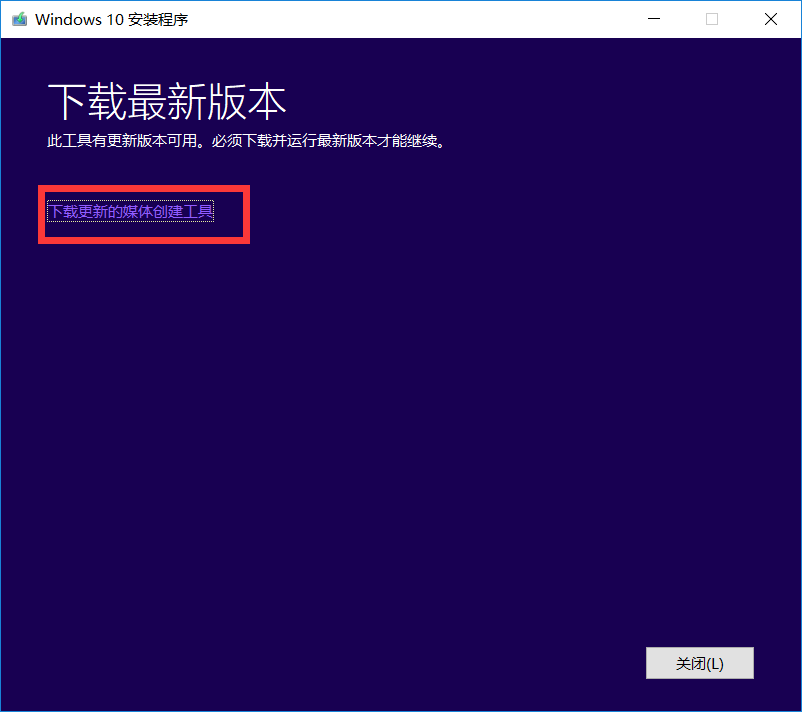 Windows 10 安装程序
下载最新版本
此工具有更新版本可用。必须下载并运行最新版本才能继续。
下载更新的媒体创建工具
关闭(L)